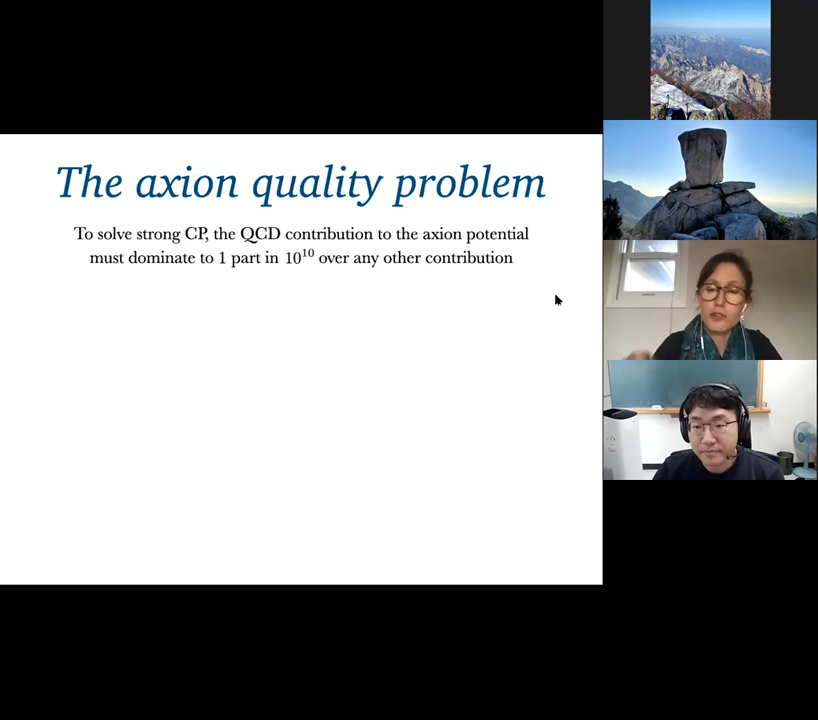 The axion quality problem
To solve strong CP, the QCD contribution to the axion potential
must dominate to 1 part in 10¹⁰ over any other contribution